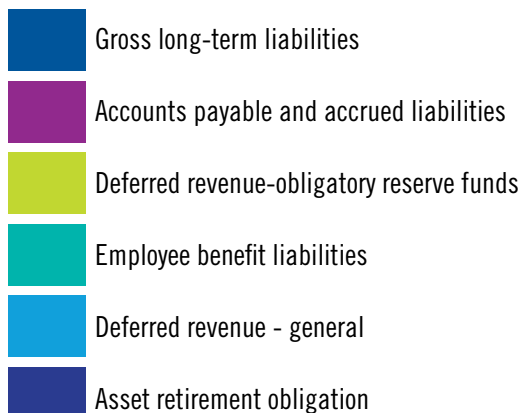 Gross long-term liabilities
Accounts payable and accrued liabilities
Deferred revenue-obligatory reserve funds
Employee benefit liabilities
Deferred revenue - general
Asset retirement obligation